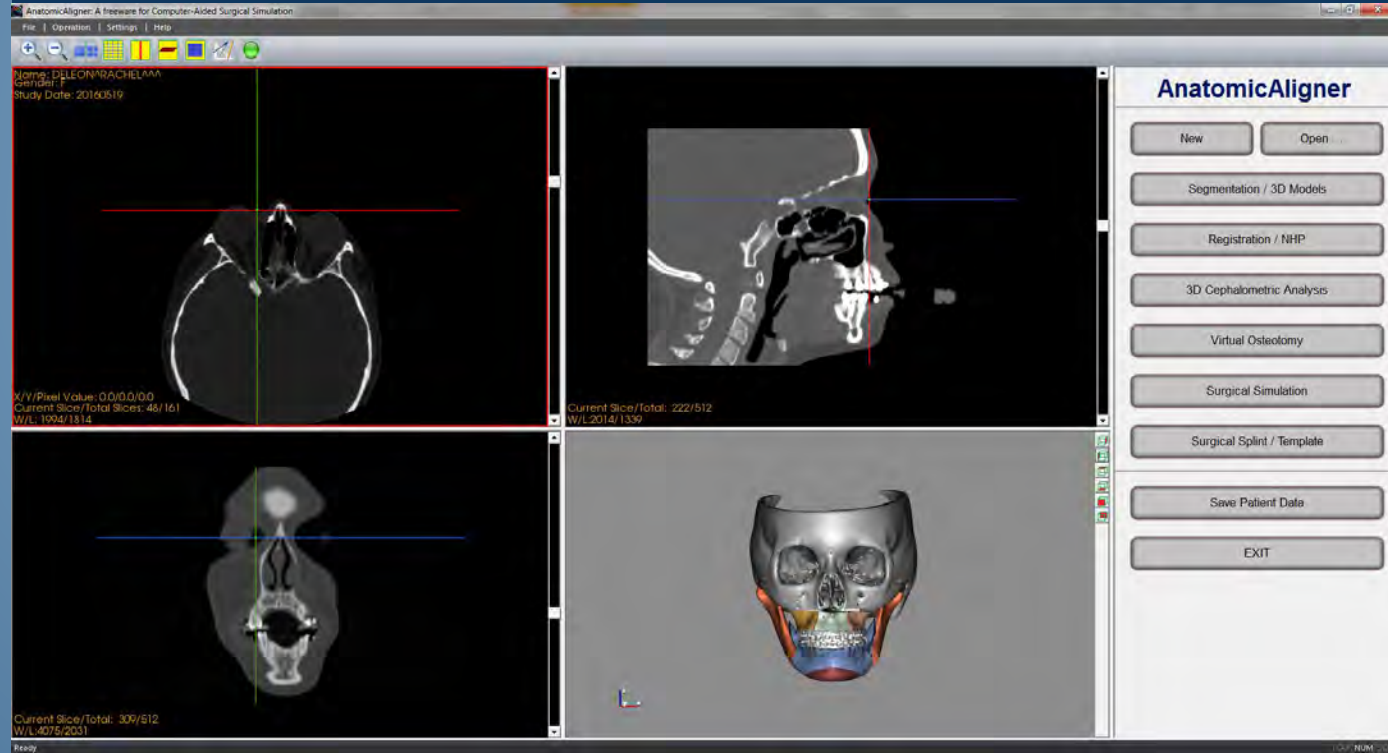 AnatomicAligner: A freeware for Computer-Aided Surgical Simulation
File | Operation | Settings | Help
Name: DELEON^RACHEL^^^
Gender: F
Study Date: 20160519
X/Y/Pixel Value: 0.0/0.0/0.0
Current Slice/Total Slices: 48/161
W/L: 1994/1814
Current Slice/Total: 222/512
W/L:2014/1339
Current Slice/Total: 309/512
W/L:4075/2031
AnatomicAligner
New Open
Segmentation / 3D Models
Registration / NHP
3D Cephalometric Analysis
Virtual Osteotomy
Surgical Simulation
Surgical Splint / Template
Save Patient Data
EXIT
Ready
NUM